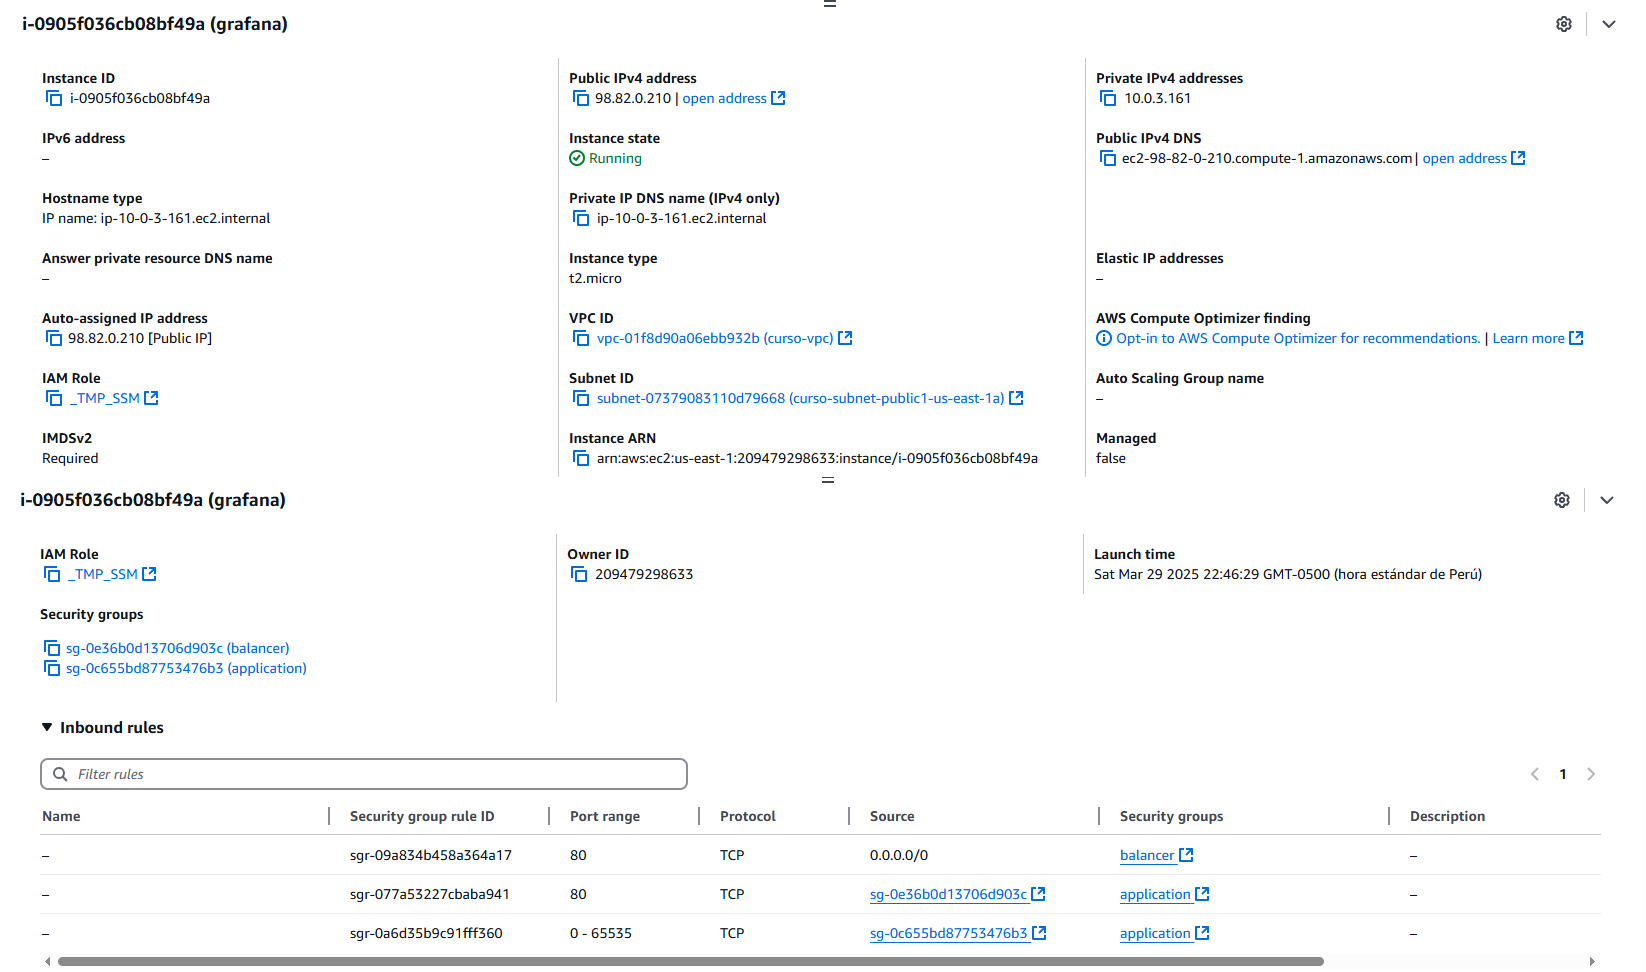 i-0905f036cb08bf49a (grafana)
Instance ID
i-0905f036cb08bf49a
Public IPv4 address
98.82.0.210 | open address
Private IPv4 addresses
10.0.3.161
IPv6 address
–
Instance state
Running
Public IPv4 DNS
ec2-98-82-0-210.compute-1.amazonaws.com | open address
Hostname type
IP name: ip-10-0-3-161.ec2.internal
Private IP DNS name (IPv4 only)
ip-10-0-3-161.ec2.internal
Answer private resource DNS name
–
Instance type
t2.micro
Elastic IP addresses
–
Auto-assigned IP address
98.82.0.210 [Public IP]
VPC ID
vpc-01f8d90a06ebb932b (curso-vpc)
AWS Compute Optimizer finding
Opt-in to AWS Compute Optimizer for recommendations. | Learn more
IAM Role
_TMP_SSM
Subnet ID
subnet-07379083110d79668 (curso-subnet-public1-us-east-1a)
Auto Scaling Group name
–
IMDSv2
Required
Instance ARN
arn:aws:ec2:us-east-1:209479298633:instance/i-0905f036cb08bf49a
Managed
false
i-0905f036cb08bf49a (grafana)
IAM Role
_TMP_SSM
Owner ID
209479298633
Launch time
Sat Mar 29 2025 22:46:29 GMT-0500 (hora estándar de Perú)
Security groups
sg-0e36b0d13706d903c (balancer)
sg-0c655bd87753476b3 (application)
Inbound rules
Filter rules
1
Name Security group rule ID Port range Protocol Source Security groups Description
– sgr-09a834b458a364a17 80 TCP 0.0.0.0/0 balancer –
– sgr-077a53227cbaba941 80 TCP sg-0e36b0d13706d903c application –
– sgr-0a6d35b9c91fff360 0 - 65535 TCP sg-0c655bd87753476b3 application –